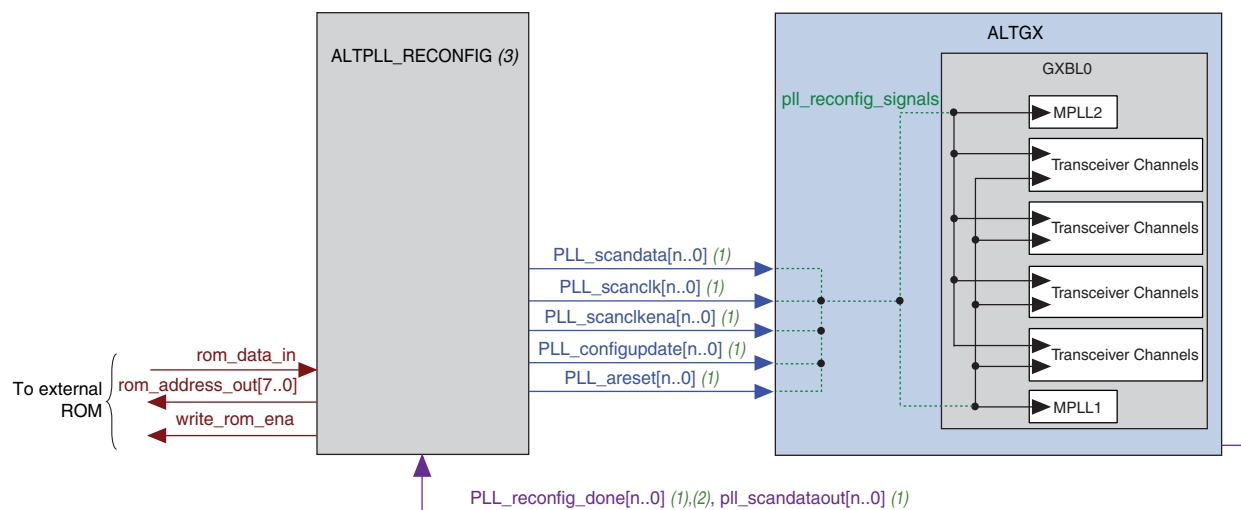 ALTPLL_RECONFIG (3)
ALTGX
GXBL0
pll_reconfig_signals
MPLL2
Transceiver Channels
Transceiver Channels
Transceiver Channels
Transceiver Channels
MPLL1
PLL_scandata[n..0] (1)
PLL_scanclk[n..0] (1)
PLL_scanclkena[n..0] (1)
PLL_configupdate[n..0] (1)
PLL_areset[n..0] (1)
To external
ROM
rom_data_in
rom_address_out[7..0]
write_rom_ena
PLL_reconfig_done[n..0] (1),(2), pll_scandataout[n..0] (1)